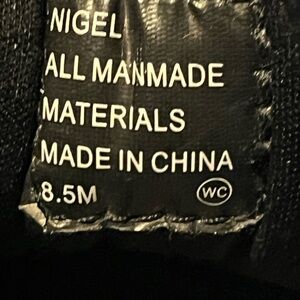 NIGEL
ALL MANMADE
MATERIALS
MADE IN CHINA
8.5M WC